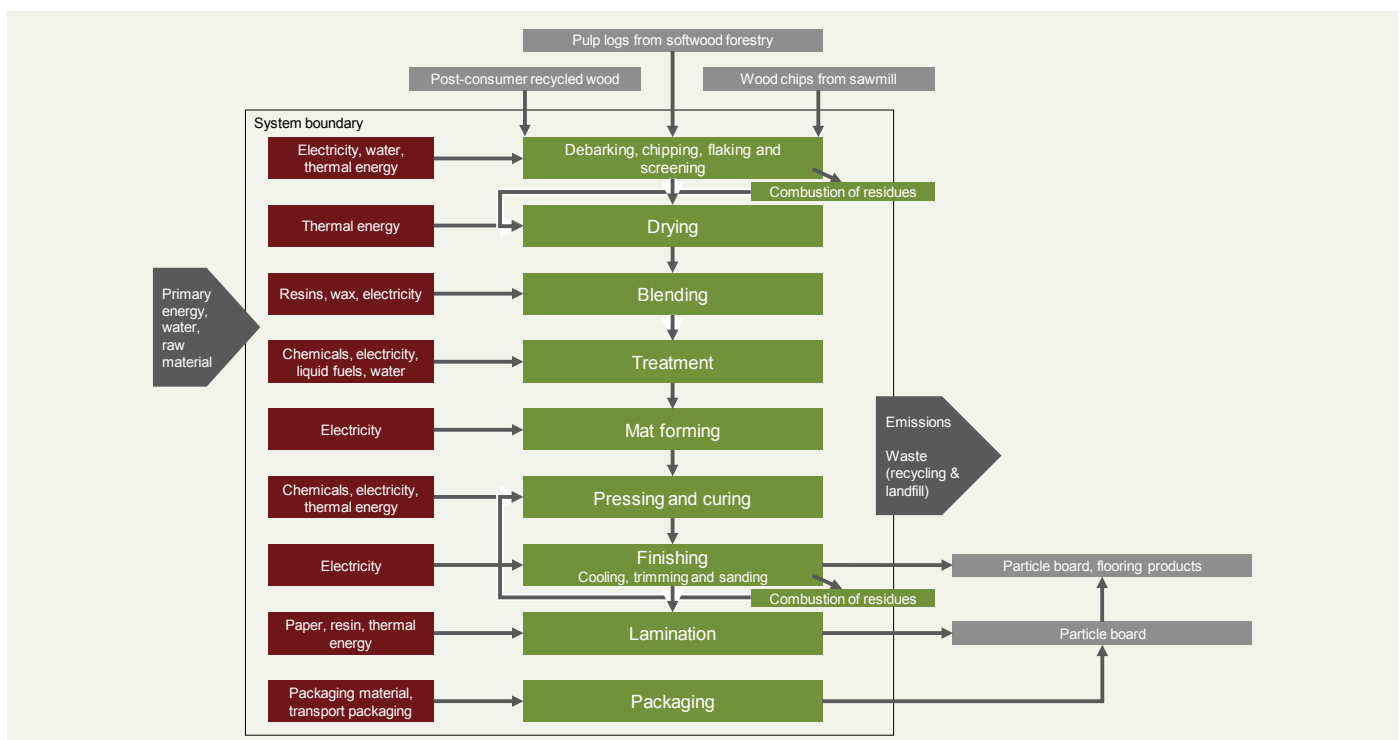 Pulp logs from softwood forestry
Post-consumer recycled wood
Wood chips from sawmill
System boundary
Electricity, water,
thermal energy
Debarking, chipping, flaking and
screening
Combustion of residues
Thermal energy
Drying
Primary
energy,
water,
raw
material
Resins, wax, electricity
Blending
Chemicals, electricity,
liquid fuels, water
Treatment
Electricity
Mat forming
Emissions
Waste
(recycling &
landfill)
Chemicals, electricity,
thermal energy
Pressing and curing
Electricity
Finishing
Cooling, trimming and sanding
Particle board, flooring products
Combustion of residues
Paper, resin, thermal
energy
Lamination
Particle board
Packaging material,
transport packaging
Packaging